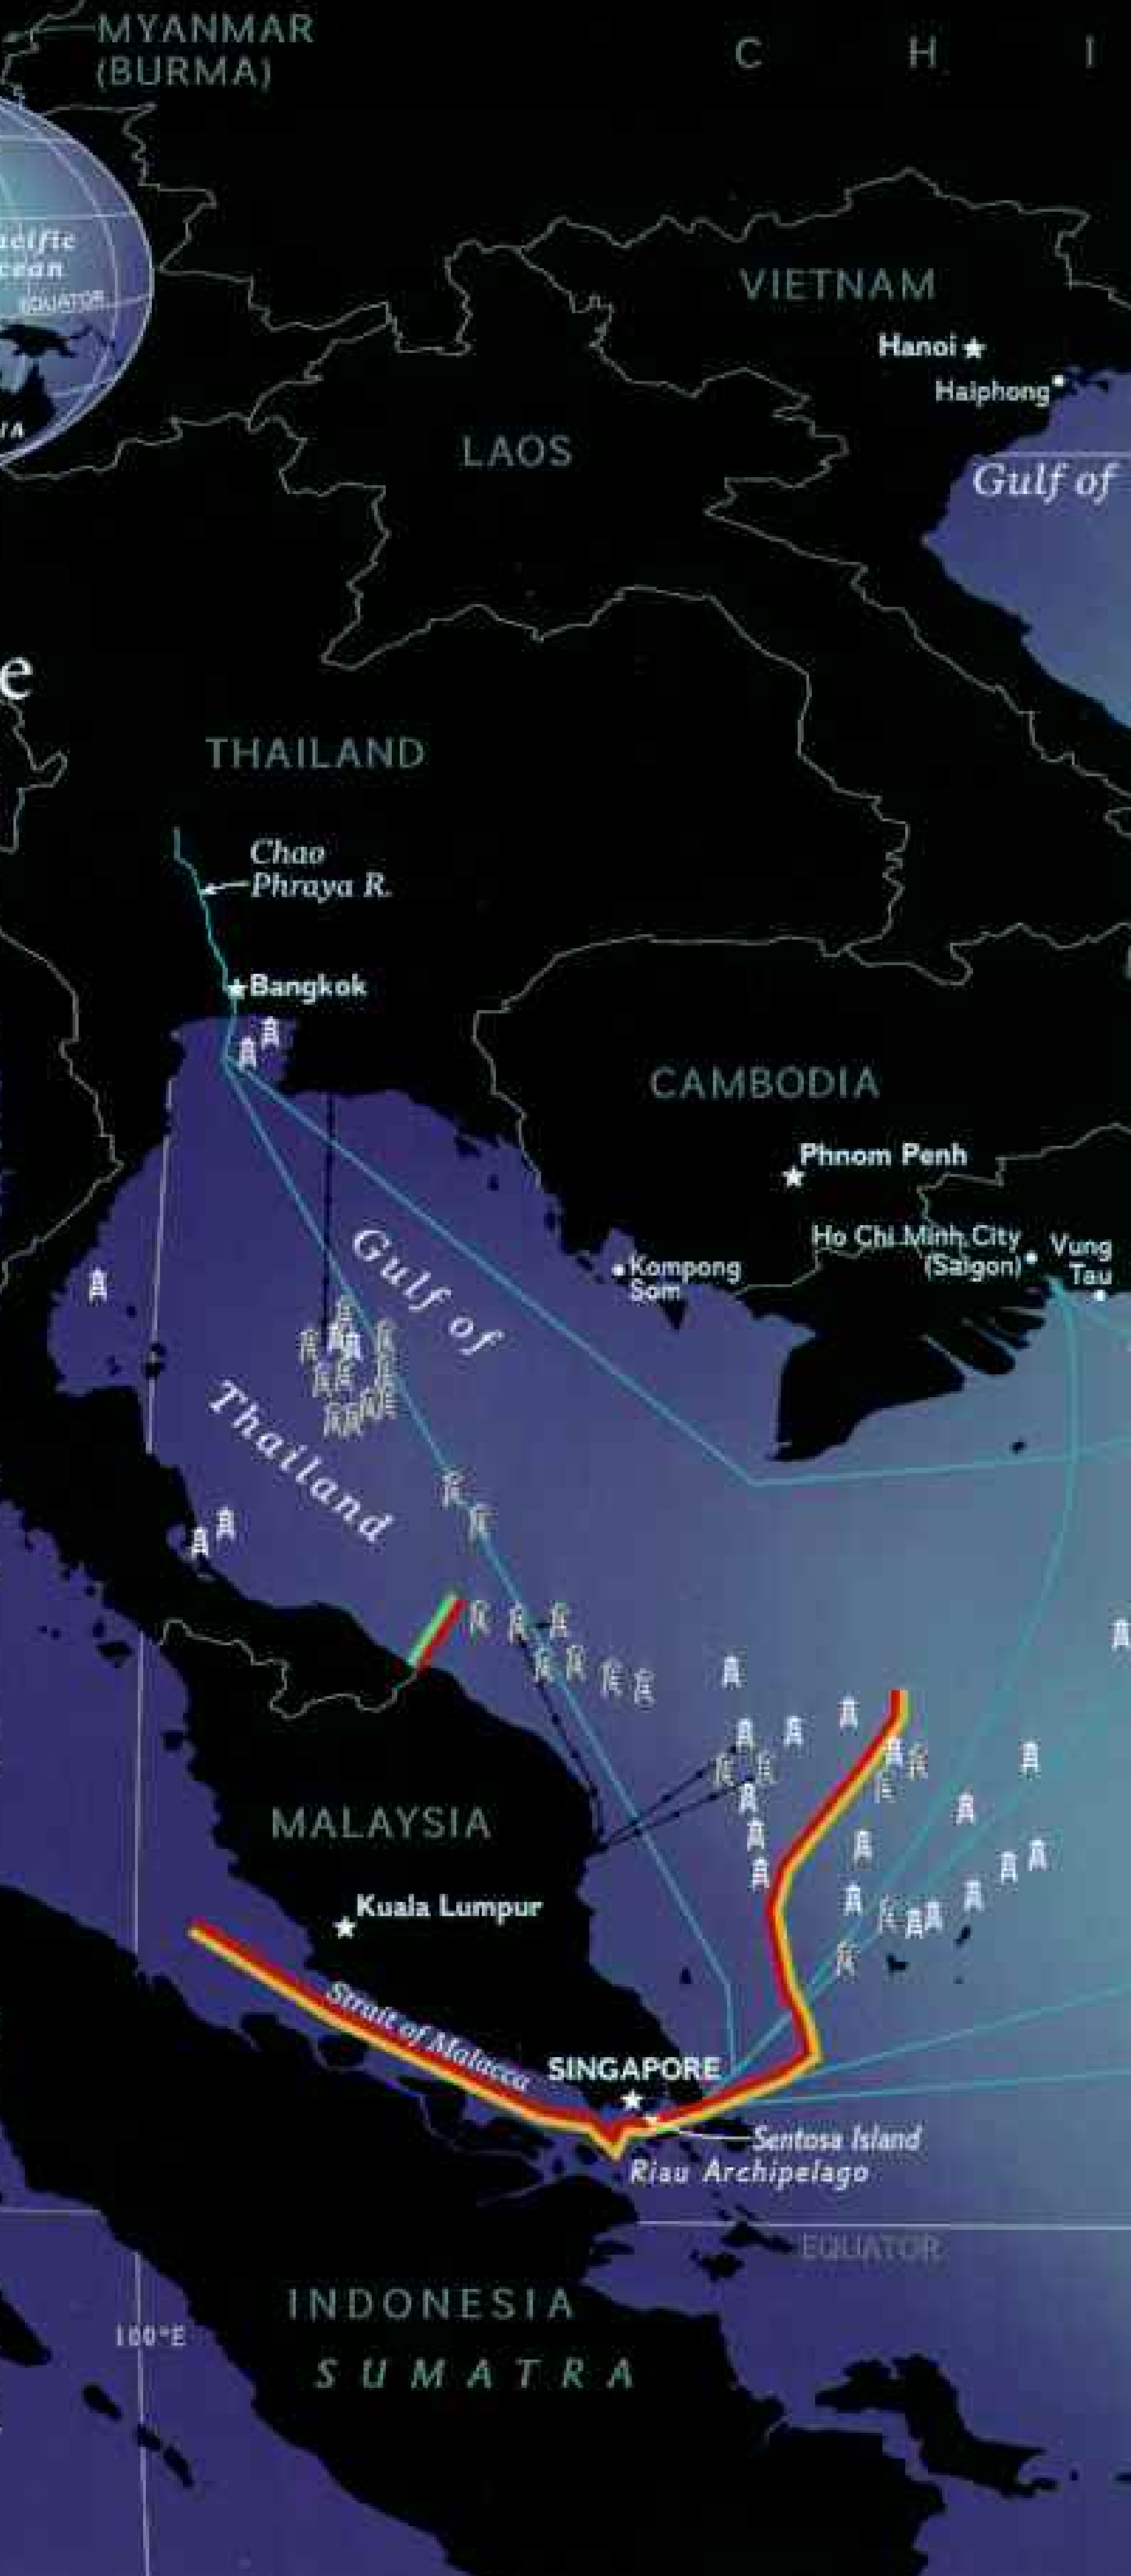 MYANMAR
(BURMA)
C H I
EQUATOR
VIETNAM
Hanoi
Haiphong
LAOS
Gulf of
e
THAILAND
Chao
Phraya R.
Bangkok
CAMBODIA
Phnom Penh
Ho Chi Minh City
(Saigon)
Vung
Tau
Kompong
Som
Gulf of
Thailand
MALAYSIA
Kuala Lumpur
Strait of Malacca
SINGAPORE
Sentosa Island
Riau Archipelago
EQUATOR
INDONESIA
100°E
SUMATRA